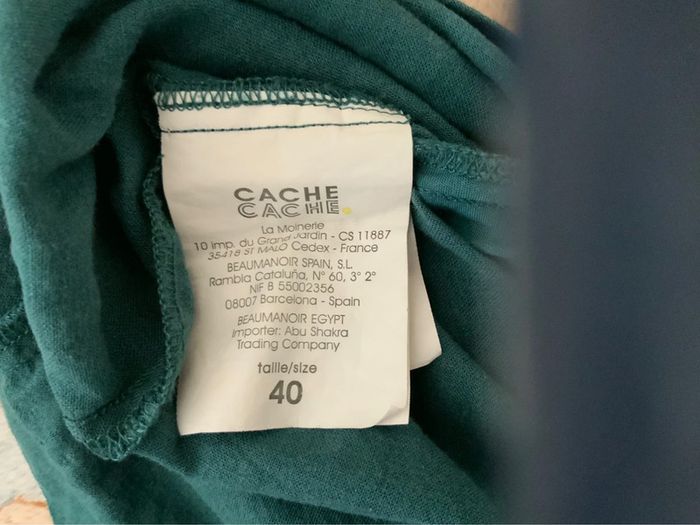 CACHE
CACHE.
La Moinerie
10 imp. du Grand Jardin - CS 11887
35418 ST MALO Cedex - France
BEAUMANOIR SPAIN, S.L.
Rambla Cataluña, N° 60, 3° 2°
NIF B 55002356
08007 Barcelona - Spain
BEAUMANOIR EGYPT
Importer: Abu Shakra
Trading Company
taille/size
40